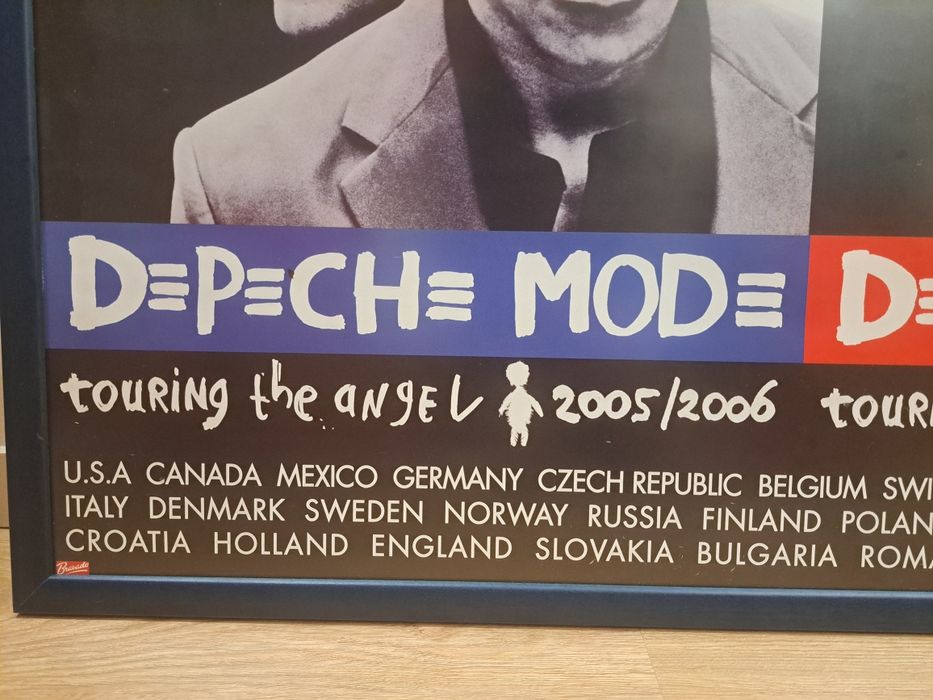 DEPECHE MODE
touring the angel 2005/2006
U.S.A CANADA MEXICO GERMANY CZECH REPUBLIC BELGIUM
ITALY DENMARK SWEDEN NORWAY RUSSIA FINLAND
CROATIA HOLLAND ENGLAND SLOVAKIA BULGARIA
Bravado